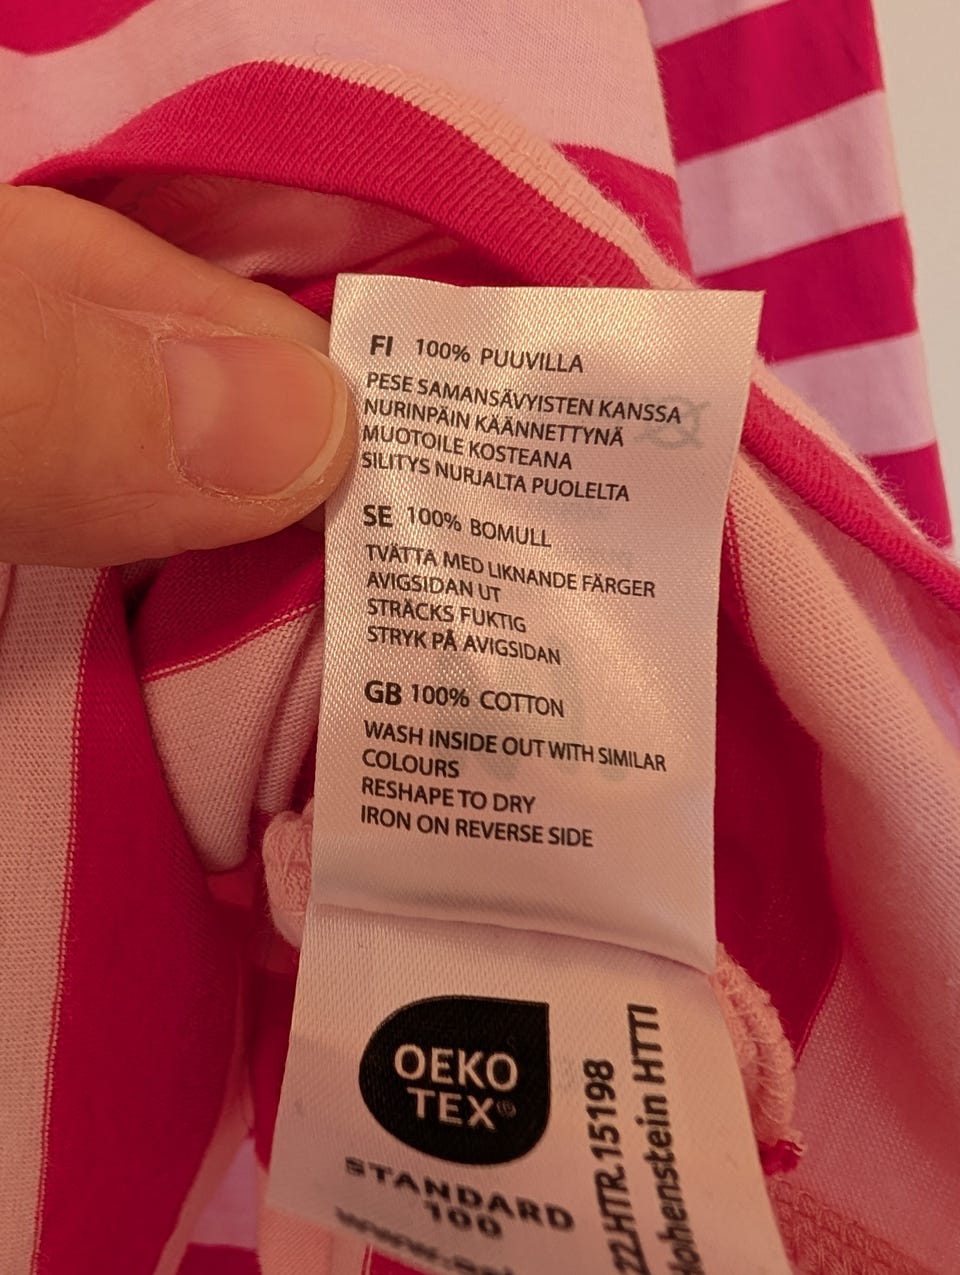 FI 100% PUUVILLA
PESE SAMANSÄVYISTEN KANSSA
NURINPÄIN KÄÄNNETTYNÄ
MUOTOILE KOSTEANA
SILITYS NURJALTA PUOLELTA
SE 100% BOMULL
TVÄTTA MED LIKNANDE FÄRGER
AVIGSIDAN UT
STRÄCKS FUKTIG
STRYK PÅ AVIGSIDAN
GB 100% COTTON
WASH INSIDE OUT WITH SIMILAR
COLOURS
RESHAPE TO DRY
IRON ON REVERSE SIDE
OEKO
TEX®
STANDARD
100
22.HTR.15198
Hohenstein HTTI